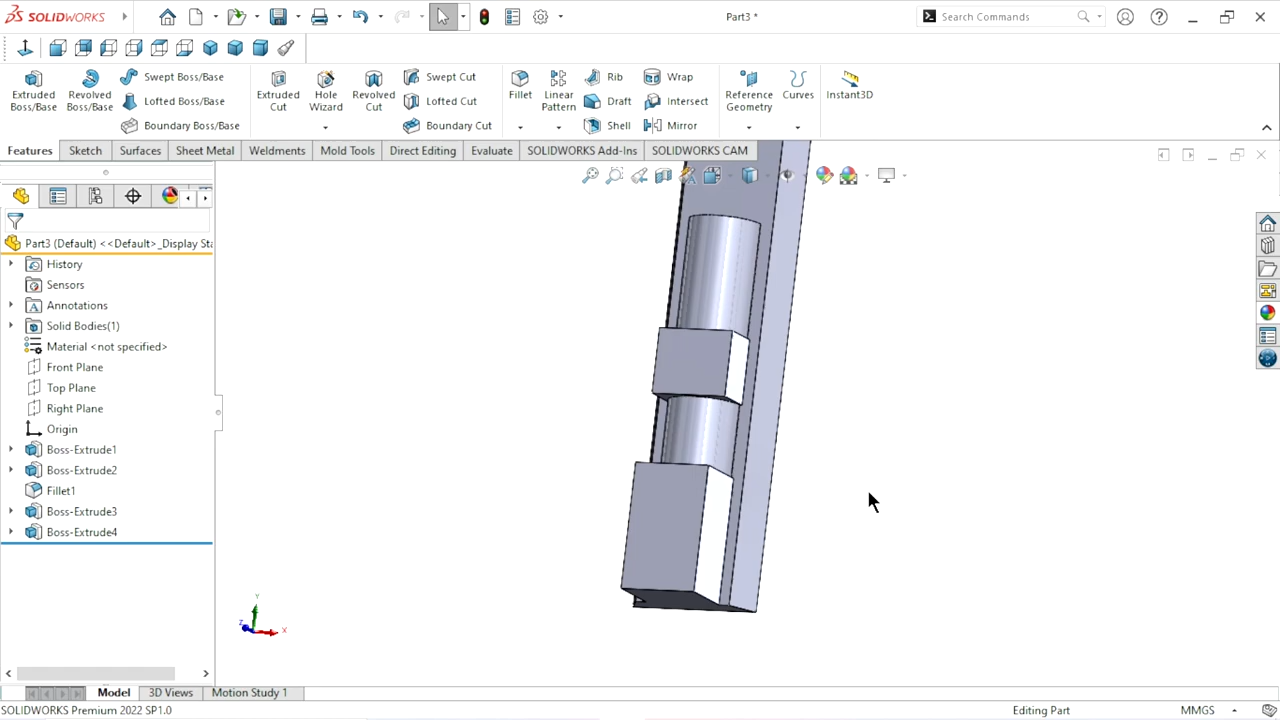 SOLIDWORKS
Part3 *
Search Commands
Extruded Boss/Base
Revolved Boss/Base
Swept Boss/Base
Lofted Boss/Base
Boundary Boss/Base
Extruded Cut
Hole Wizard
Revolved Cut
Swept Cut
Lofted Cut
Boundary Cut
Fillet
Linear Pattern
Rib
Draft
Shell
Wrap
Intersect
Mirror
Reference Geometry
Curves
Instant3D
Features Sketch Surfaces Sheet Metal Weldments Mold Tools Direct Editing Evaluate SOLIDWORKS Add-Ins SOLIDWORKS CAM
Part3 (Default) <<Default>_Display Sta
History
Sensors
Annotations
Solid Bodies(1)
Material <not specified>
Front Plane
Top Plane
Right Plane
Origin
Boss-Extrude1
Boss-Extrude2
Fillet1
Boss-Extrude3
Boss-Extrude4
Y
Z
X
Model 3D Views Motion Study 1
SOLIDWORKS Premium 2022 SP1.0
Editing Part
MMGS